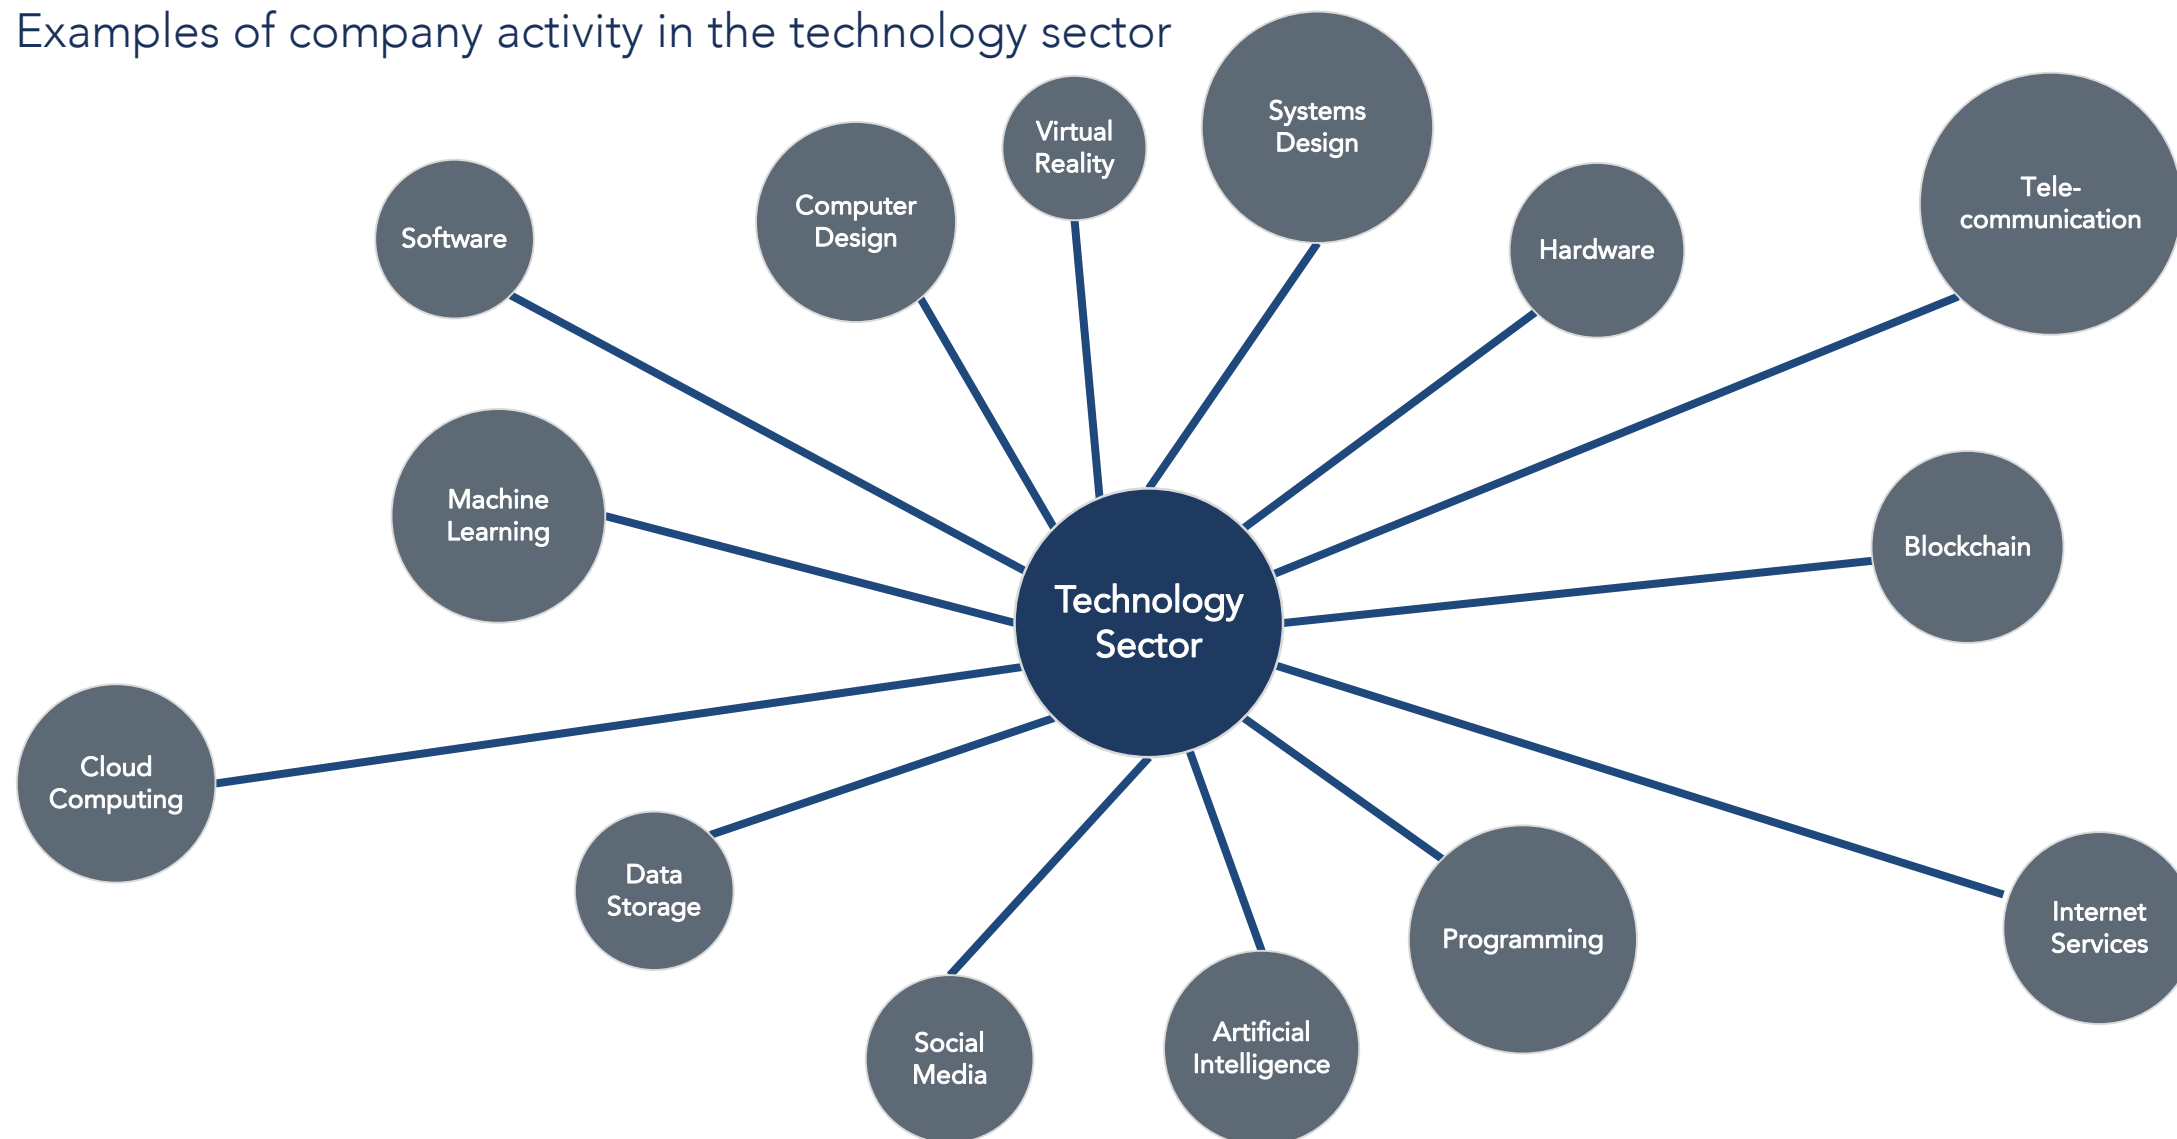 Examples of company activity in the technology sector
Virtual
Reality
Systems
Design
Software
Computer
Design
Hardware
Tele-
communication
Machine
Learning
Technology
Sector
Blockchain
Cloud
Computing
Data
Storage
Social
Media
Artificial
Intelligence
Programming
Internet
Services